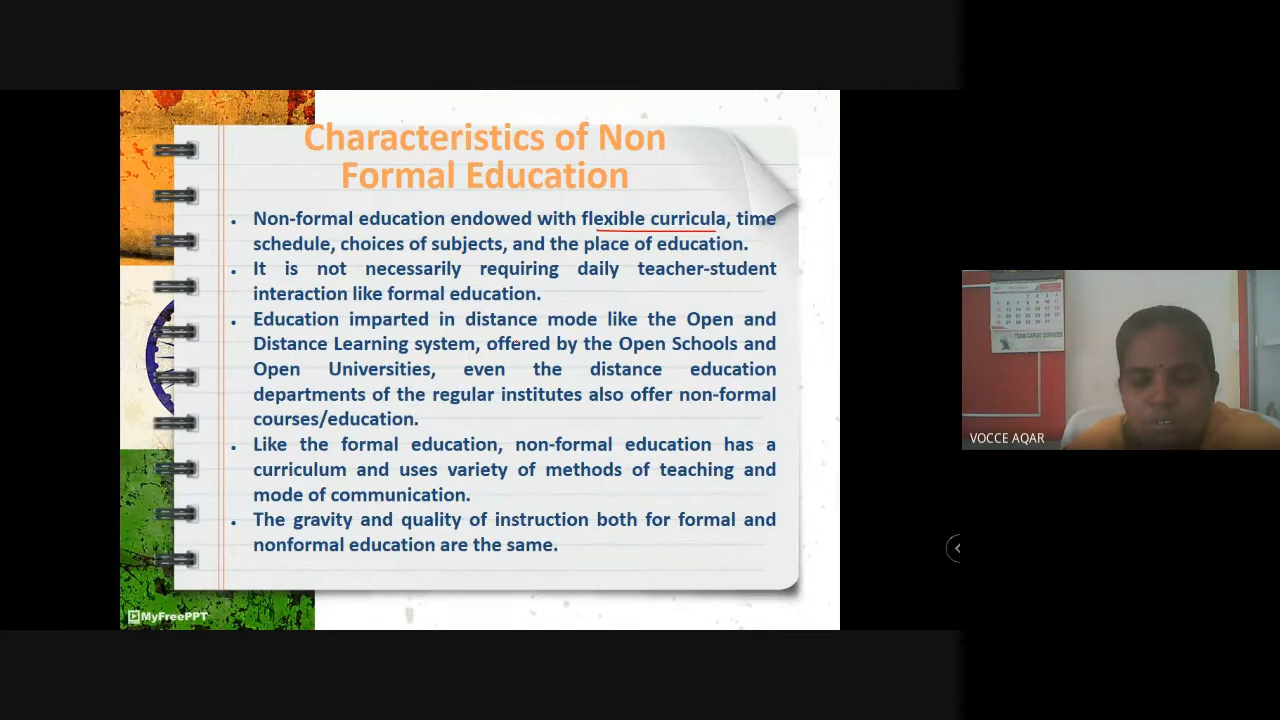 Characteristics of Non
Formal Education
• Non-formal education endowed with flexible curricula, time
schedule, choices of subjects, and the place of education.
• It is not necessarily requiring daily teacher-student
interaction like formal education.
• Education imparted in distance mode like the Open and
Distance Learning system, offered by the Open Schools and
Open Universities, even the distance education
departments of the regular institutes also offer non-formal
courses/education.
• Like the formal education, non-formal education has a
curriculum and uses variety of methods of teaching and
mode of communication.
• The gravity and quality of instruction both for formal and
nonformal education are the same.
MyFreePPT
TEAM CARGO SERVICES
VOCCE AQAR